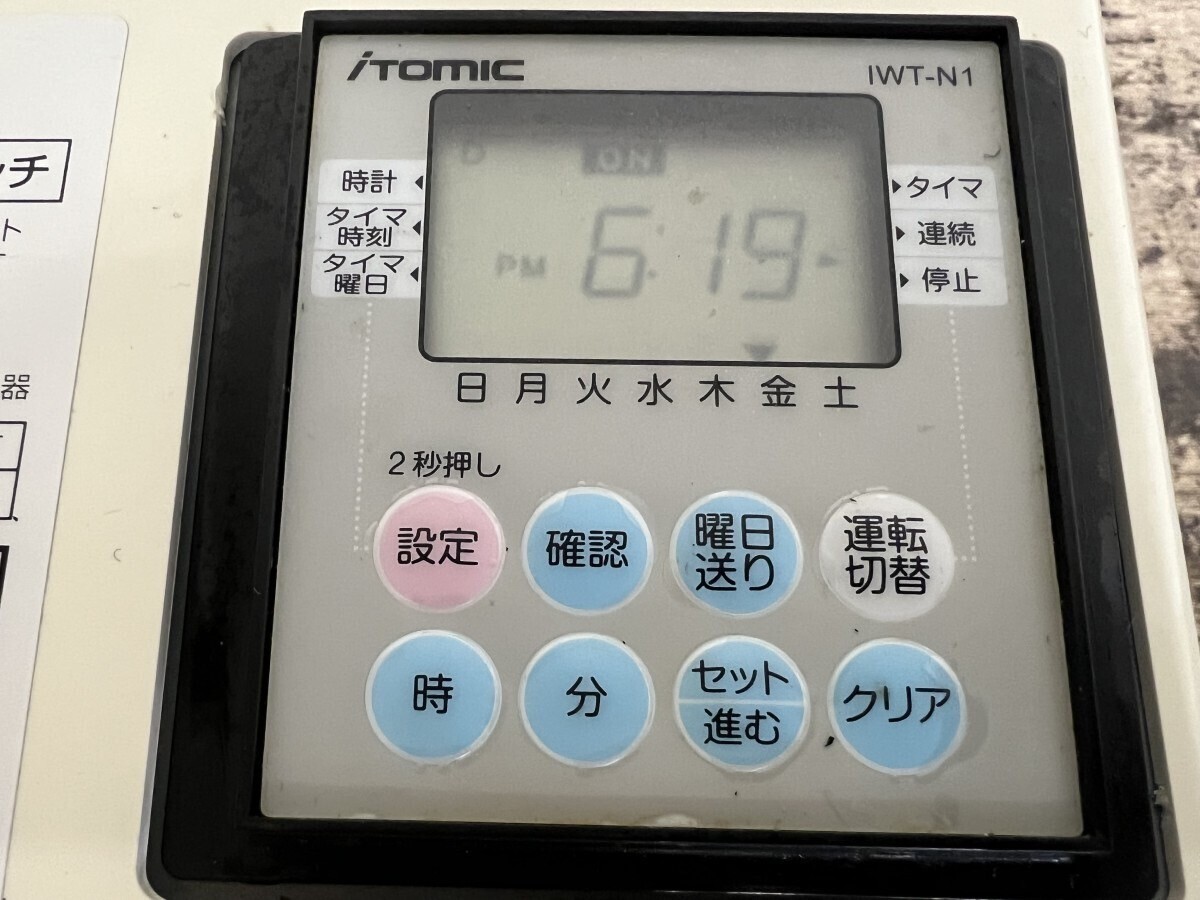 iTOMIC
IWT-N1
ッチ
ト
器
時計
タイマ
時刻
タイマ
曜日
ON
PM 6:19
タイマ
連続
停止
日 月 火 水 木 金 土
2秒押し
設定
確認
曜日
送り
運転
切替
時
分
セット
進む
クリア